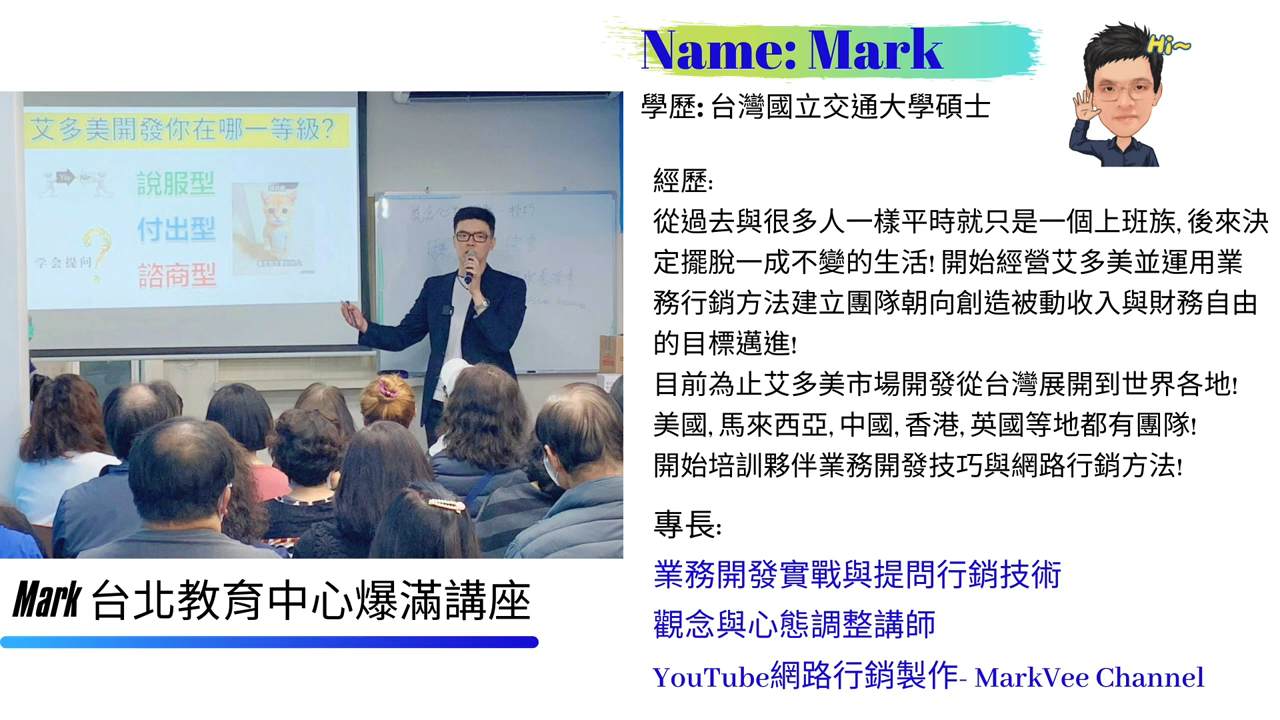 Name: Mark
Hi~
學歷: 台灣國立交通大學碩士
經歷:
從過去與很多人一樣平時就只是一個上班族, 後來決
定擺脫一成不變的生活! 開始經營艾多美並運用業
務行銷方法建立團隊朝向創造被動收入與財務自由
的目標邁進!
目前為止艾多美市場開發從台灣展開到世界各地!
美國, 馬來西亞, 中國, 香港, 英國等地都有團隊!
開始培訓夥伴業務開發技巧與網路行銷方法!
專長:
業務開發實戰與提問行銷技術
觀念與心態調整講師
YouTube網路行銷製作- MarkVee Channel
艾多美開發你在哪一等級?
說服型
付出型
諮商型
学会提问
Mark 台北教育中心爆滿講座